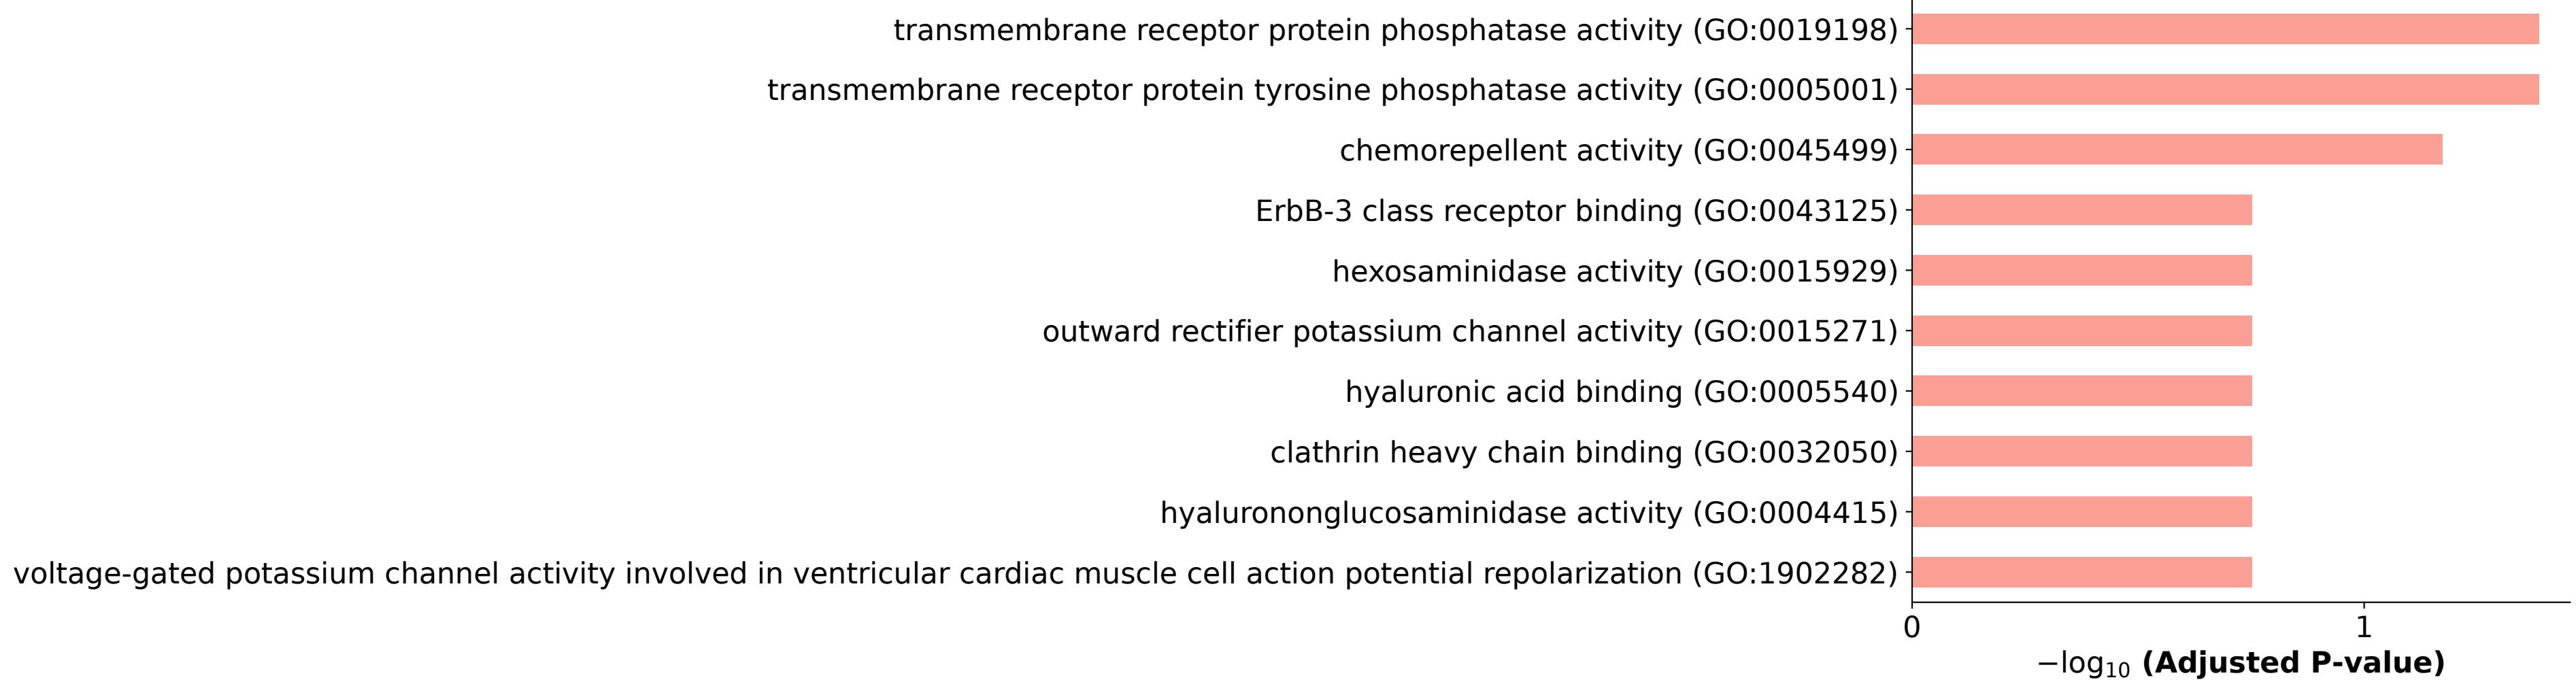 transmembrane receptor protein phosphatase activity (GO:0019198)
transmembrane receptor protein tyrosine phosphatase activity (GO:0005001)
chemorepellent activity (GO:0045499)
ErbB-3 class receptor binding (GO:0043125)
hexosaminidase activity (GO:0015929)
outward rectifier potassium channel activity (GO:0015271)
hyaluronic acid binding (GO:0005540)
clathrin heavy chain binding (GO:0032050)
hyalurononglucosaminidase activity (GO:0004415)
voltage-gated potassium channel activity involved in ventricular cardiac muscle cell action potential repolarization (GO:1902282)
0 1
−log₁₀ (Adjusted P-value)